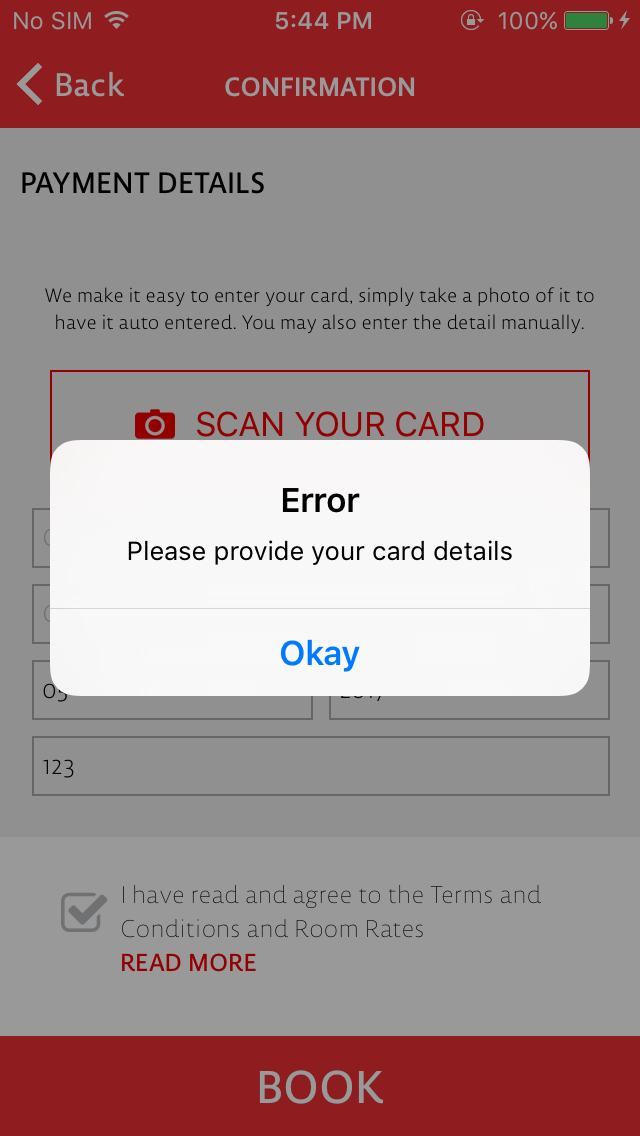 No SIM 5:44 PM 100%
Back CONFIRMATION
PAYMENT DETAILS
We make it easy to enter your card, simply take a photo of it to
have it auto entered. You may also enter the detail manually.
SCAN YOUR CARD
Error
Please provide your card details
Okay
123
I have read and agree to the Terms and
Conditions and Room Rates
READ MORE
BOOK